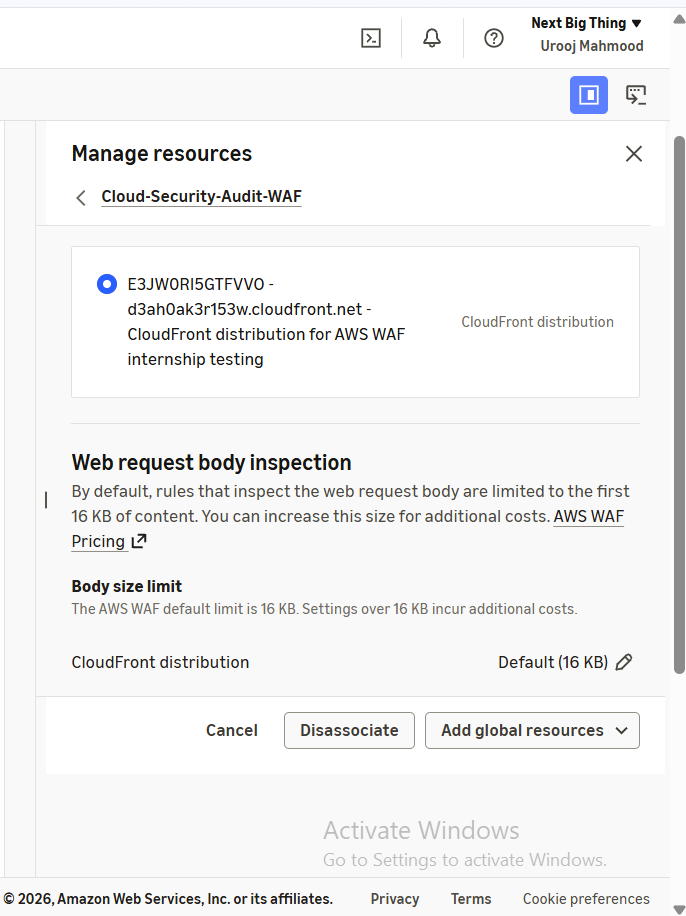 Next Big Thing
Urooj Mahmood
Manage resources
Cloud-Security-Audit-WAF
E3JW0RI5GTFVVO -
d3ah0ak3r153w.cloudfront.net -
CloudFront distribution for AWS WAF
internship testing
CloudFront distribution
Web request body inspection
By default, rules that inspect the web request body are limited to the first
16 KB of content. You can increase this size for additional costs. AWS WAF
Pricing
Body size limit
The AWS WAF default limit is 16 KB. Settings over 16 KB incur additional costs.
CloudFront distribution
Default (16 KB)
Cancel
Disassociate
Add global resources
Activate Windows
Go to Settings to activate Windows.
© 2026, Amazon Web Services, Inc. or its affiliates.
Privacy
Terms
Cookie preferences